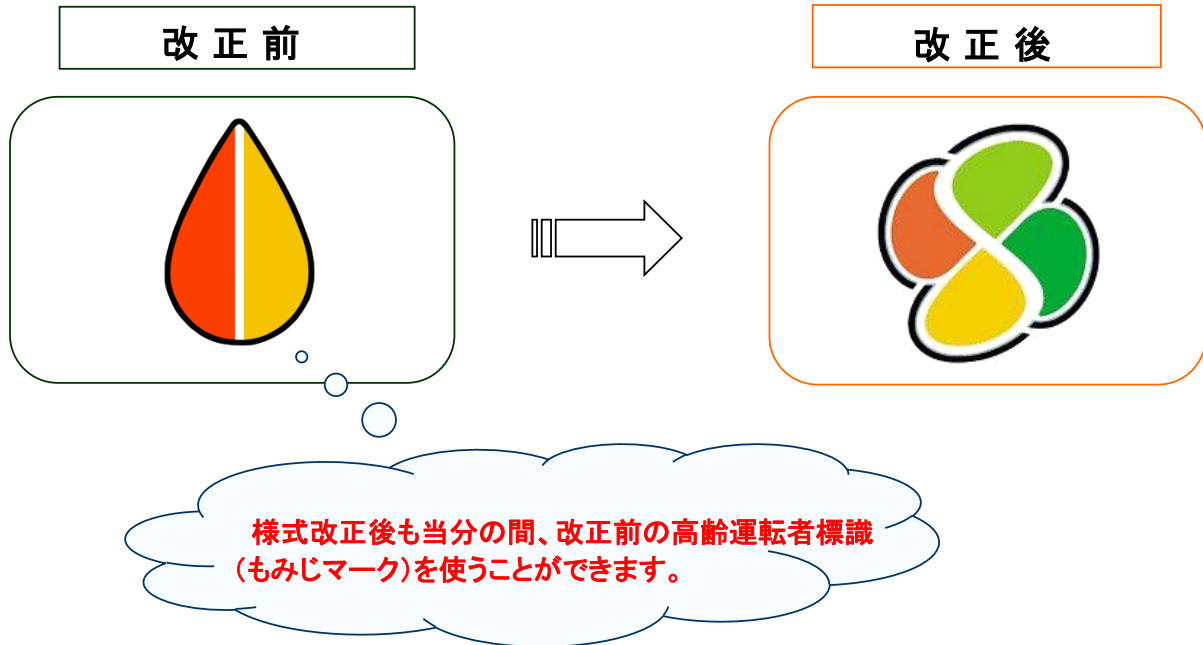 改正前
改正後
様式改正後も当分の間、改正前の高齢運転者標識
(もみじマーク)を使うことができます。